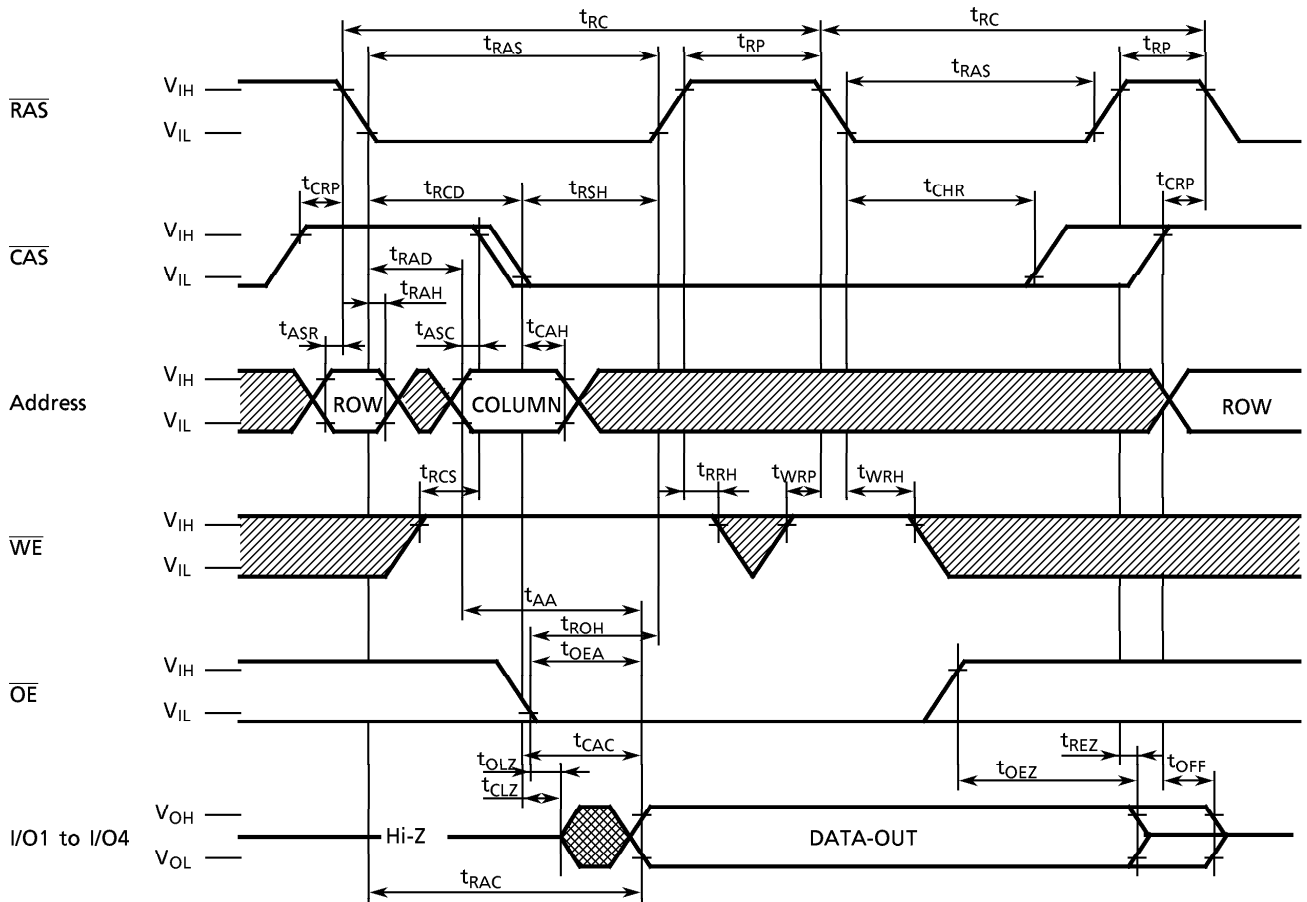 tRC tRC
tRAS tRP tRAS tRP
RAS VIH
VIL
tCRP tRCD tRSH tCHR tCRP
CAS VIH
VIL
tRAD
tRAH
tASR tASC tCAH
Address VIH
VIL
ROW COLUMN ROW
tRCS tRRH tWRP tWRH
WE VIH
VIL
tAA
tROH
tOEA
OE VIH
VIL
tCAC tREZ
tOLZ tOEZ tOFF
tCLZ
I/O1 to I/O4 VOH
VOL
Hi-Z DATA-OUT
tRAC